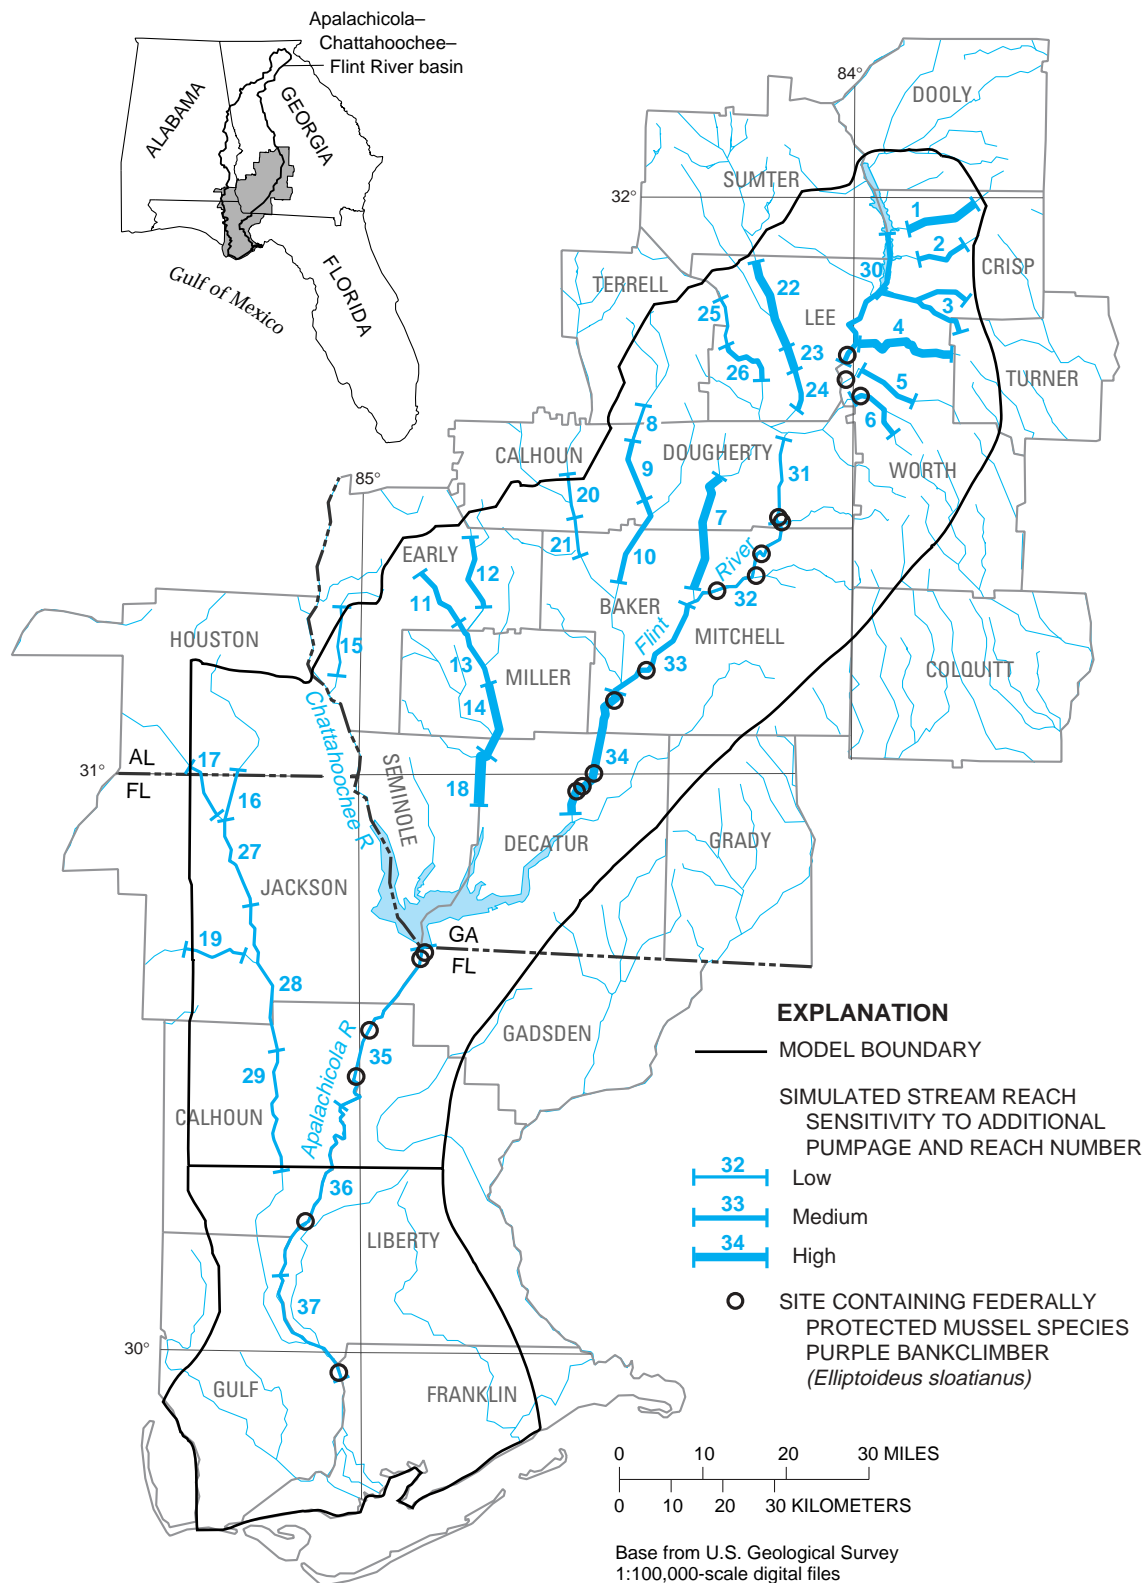 Apalachicola–
Chattahoochee–
Flint River basin
ALABAMA
GEORGIA
FLORIDA
Gulf of Mexico
84°
DOOLY
SUMTER
32°
1
2
30
CRISP
TERRELL
22
3
25
LEE
4
23
26
TURNER
24
5
6
8
CALHOUN
DOUGHERTY
31
WORTH
85°
9
20
7
EARLY
21
10
River
12
11
32
BAKER
HOUSTON
Flint
MITCHELL
15
13
33
MILLER
COLQUITT
14
Chattahoochee R
17
AL
31°
FL
34
16
SEMINOLE
18
27
DECATUR
GRADY
JACKSON
19
GA
FL
28
GADSDEN
Apalachicola R
35
29
CALHOUN
36
LIBERTY
37
30°
GULF
FRANKLIN
EXPLANATION
MODEL BOUNDARY
SIMULATED STREAM REACH
SENSITIVITY TO ADDITIONAL
PUMPAGE AND REACH NUMBER
32
Low
33
Medium
34
High
SITE CONTAINING FEDERALLY
PROTECTED MUSSEL SPECIES
PURPLE BANKCLIMBER
(Elliptoideus sloatianus)
0 10 20 30 MILES
0 10 20 30 KILOMETERS
Base from U.S. Geological Survey
1:100,000-scale digital files